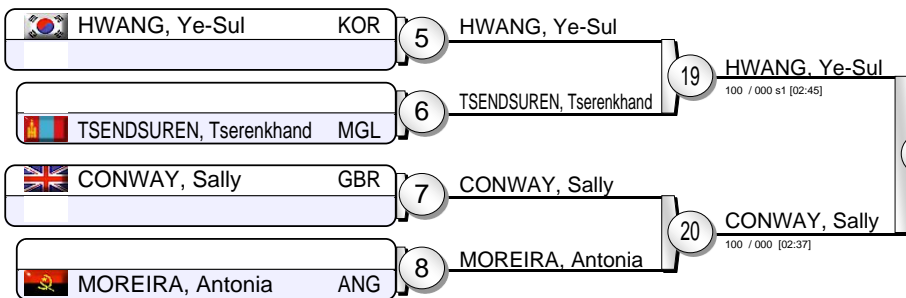 HWANG, Ye-Sul KOR
5
HWANG, Ye-Sul
19
HWANG, Ye-Sul
100 / 000 s1 [02:45]
6
TSENDSUREN, Tserenkhand
TSENDSUREN, Tserenkhand MGL
CONWAY, Sally GBR
7
CONWAY, Sally
20
CONWAY, Sally
100 / 000 [02:37]
8
MOREIRA, Antonia
MOREIRA, Antonia ANG